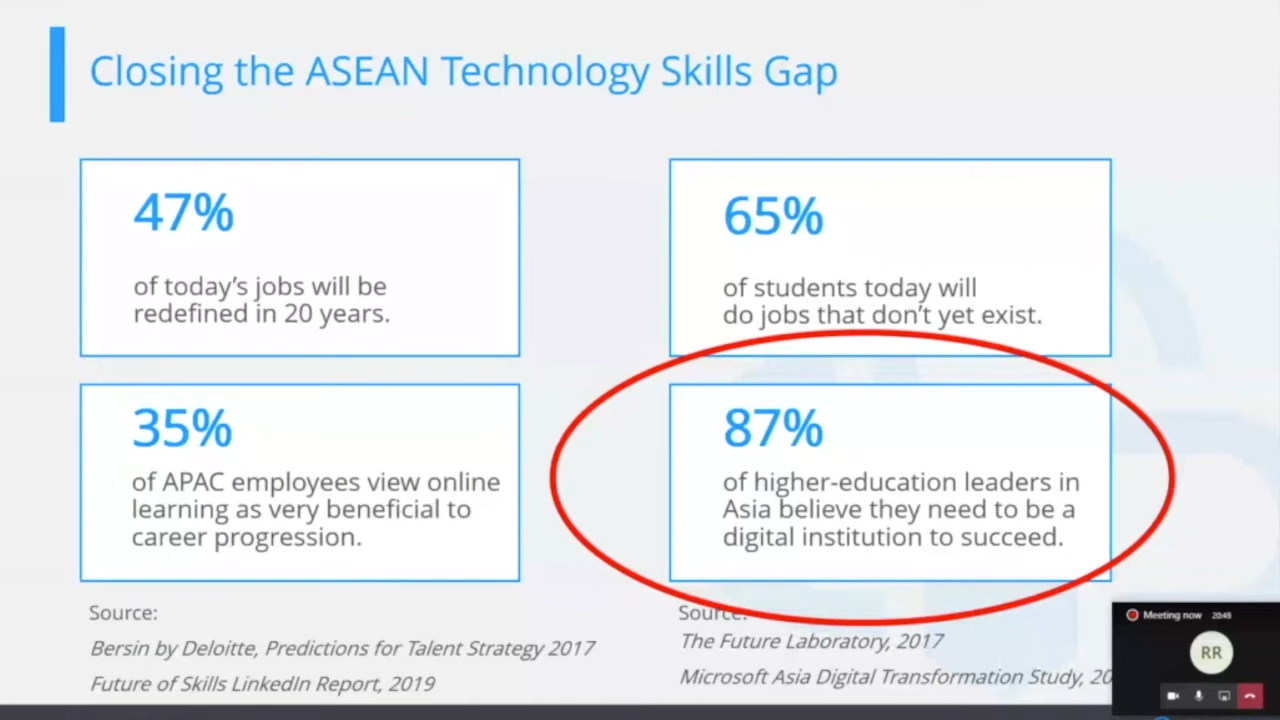 Closing the ASEAN Technology Skills Gap
47%
of today's jobs will be
redefined in 20 years.
65%
of students today will
do jobs that don't yet exist.
35%
of APAC employees view online
learning as very beneficial to
career progression.
87%
of higher-education leaders in
Asia believe they need to be a
digital institution to succeed.
Source:
Bersin by Deloitte, Predictions for Talent Strategy 2017
Future of Skills LinkedIn Report, 2019
Source:
The Future Laboratory, 2017
Microsoft Asia Digital Transformation Study,
Meeting now 20:45
RR